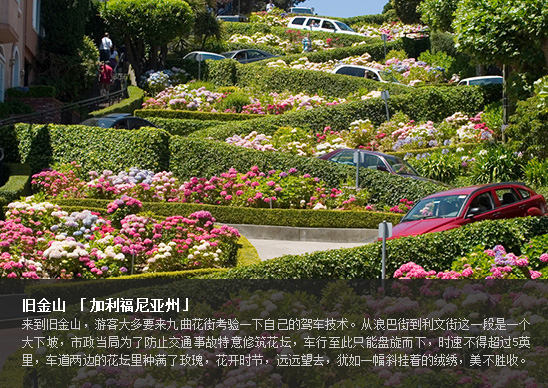 旧金山 「加利福尼亚州」
来到旧金山，游客大多要来九曲花街考验一下自己的驾车技术。从浪巴街到利文街这一段是一个
大下坡，市政当局为了防止交通事故特意修筑花坛，车行至此只能盘旋而下，时速不得超过5英
里，车道两边的花坛里种满了玫瑰，花开时节，远远望去，犹如一幅斜挂着的绒绣，美不胜收。